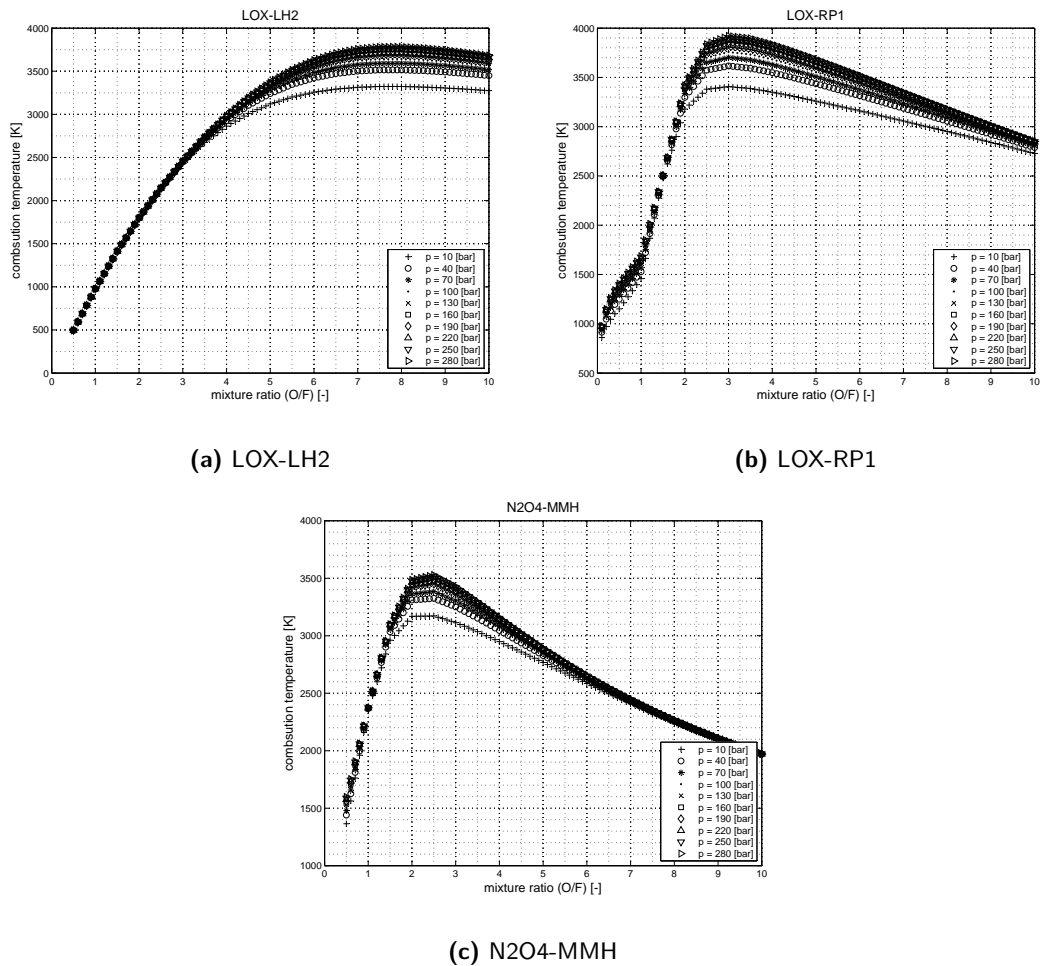 LOX-LH2
4000
3500
3000
2500
2000
1500
1000
500
0
combsution temperature [K]
0 1 2 3 4 5 6 7 8 9 10
mixture ratio (O/F) [-]
p = 10 [bar]
p = 40 [bar]
p = 70 [bar]
p = 100 [bar]
p = 130 [bar]
p = 160 [bar]
p = 190 [bar]
p = 220 [bar]
p = 250 [bar]
p = 280 [bar]
(a) LOX-LH2
LOX-RP1
4000
3500
3000
2500
2000
1500
1000
500
combsution temperature [K]
0 1 2 3 4 5 6 7 8 9 10
mixture ratio (O/F) [-]
p = 10 [bar]
p = 40 [bar]
p = 70 [bar]
p = 100 [bar]
p = 130 [bar]
p = 160 [bar]
p = 190 [bar]
p = 220 [bar]
p = 250 [bar]
p = 280 [bar]
(b) LOX-RP1
N2O4-MMH
4000
3500
3000
2500
2000
1500
1000
combsution temperature [K]
0 1 2 3 4 5 6 7 8 9 10
mixture ratio (O/F) [-]
p = 10 [bar]
p = 40 [bar]
p = 70 [bar]
p = 100 [bar]
p = 130 [bar]
p = 160 [bar]
p = 190 [bar]
p = 220 [bar]
p = 250 [bar]
p = 280 [bar]
(c) N2O4-MMH